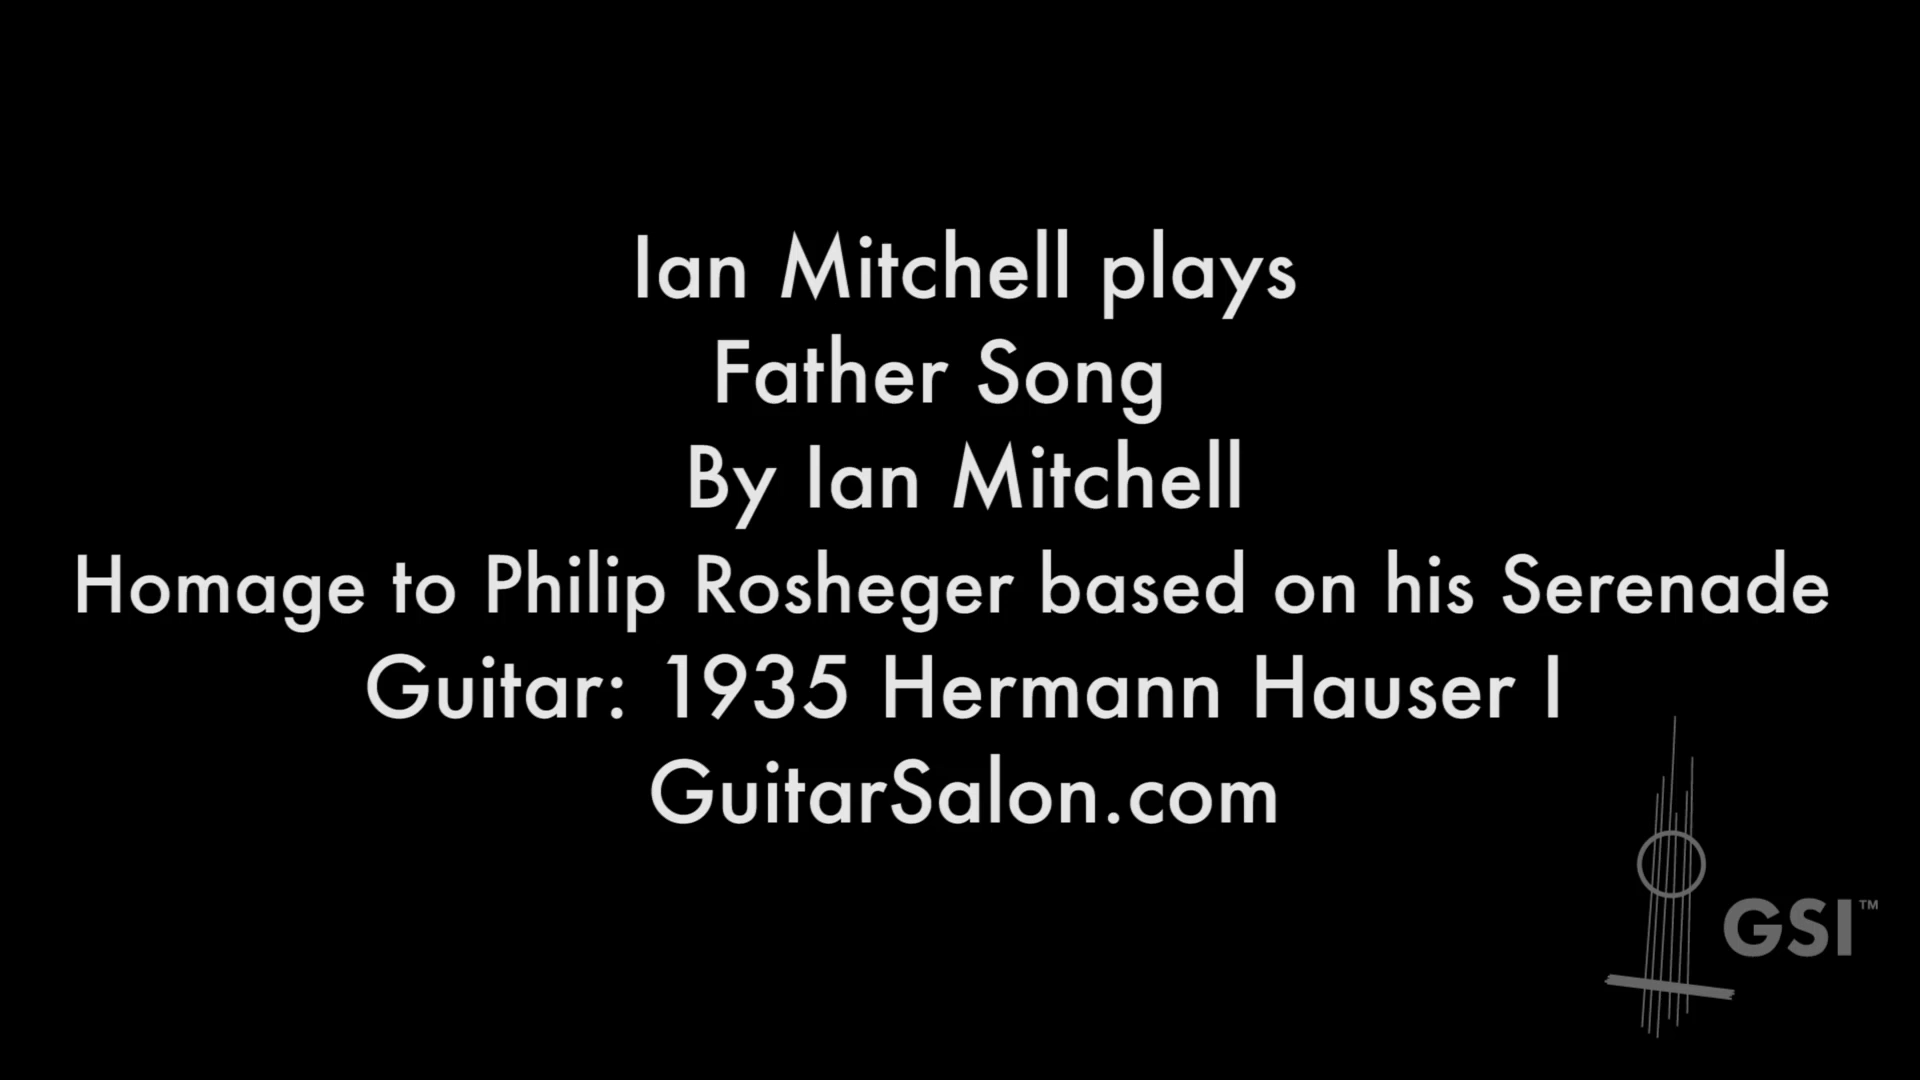 Ian Mitchell plays
Father Song
By Ian Mitchell
Homage to Philip Rosheger based on his Serenade
Guitar: 1935 Hermann Hauser I
GuitarSalon.com
GSI™